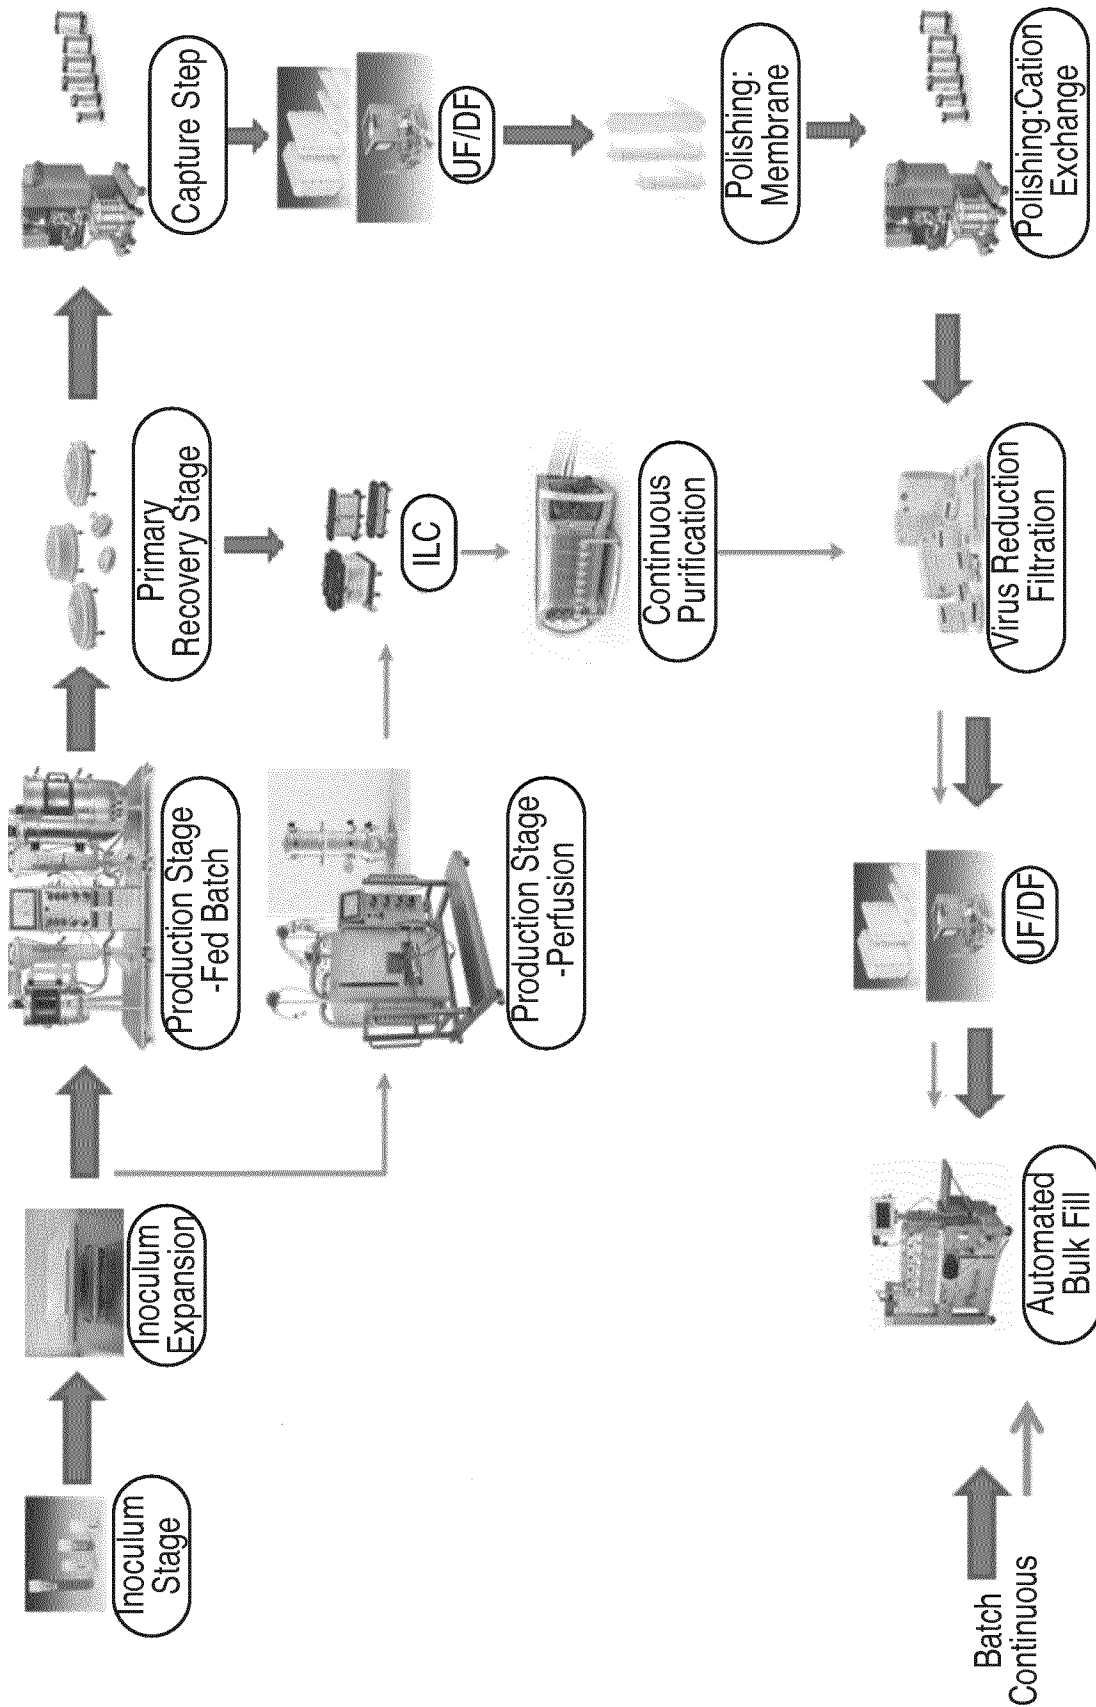 Inoculum
Stage
Inoculum
Expansion
Production Stage
-Fed Batch
Primary
Recovery Stage
Capture Step
Production Stage
-Perfusion
ILC
UF/DF
Continuous
Purification
Polishing:
Membrane
Automated
Bulk Fill
UF/DF
Virus Reduction
Filtration
Polishing:Cation
Exchange
Batch
Continuous